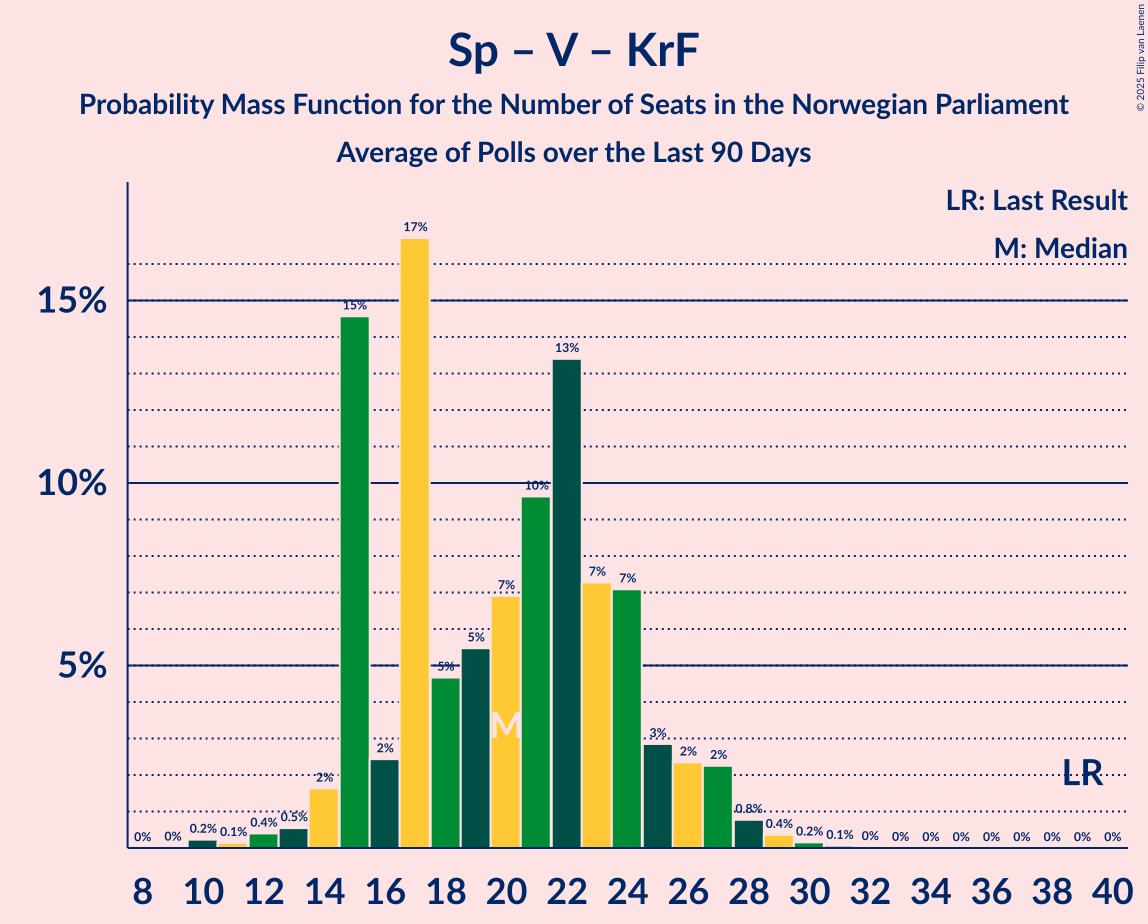 Sp – V – KrF
Probability Mass Function for the Number of Seats in the Norwegian Parliament
Average of Polls over the Last 90 Days
© 2025 Filip van Laenen
LR: Last Result
M: Median
15%
10%
5%
0% 0% 0.2% 0.1% 0.4% 0.5% 2% 15% 2% 17% 5% 5% 7% 10% 13% 7% 7% 3% 2% 2% 0.8% 0.4% 0.2% 0.1% 0% 0% 0% 0% 0% 0% 0% 0% 0%
M
LR
8 10 12 14 16 18 20 22 24 26 28 30 32 34 36 38 40